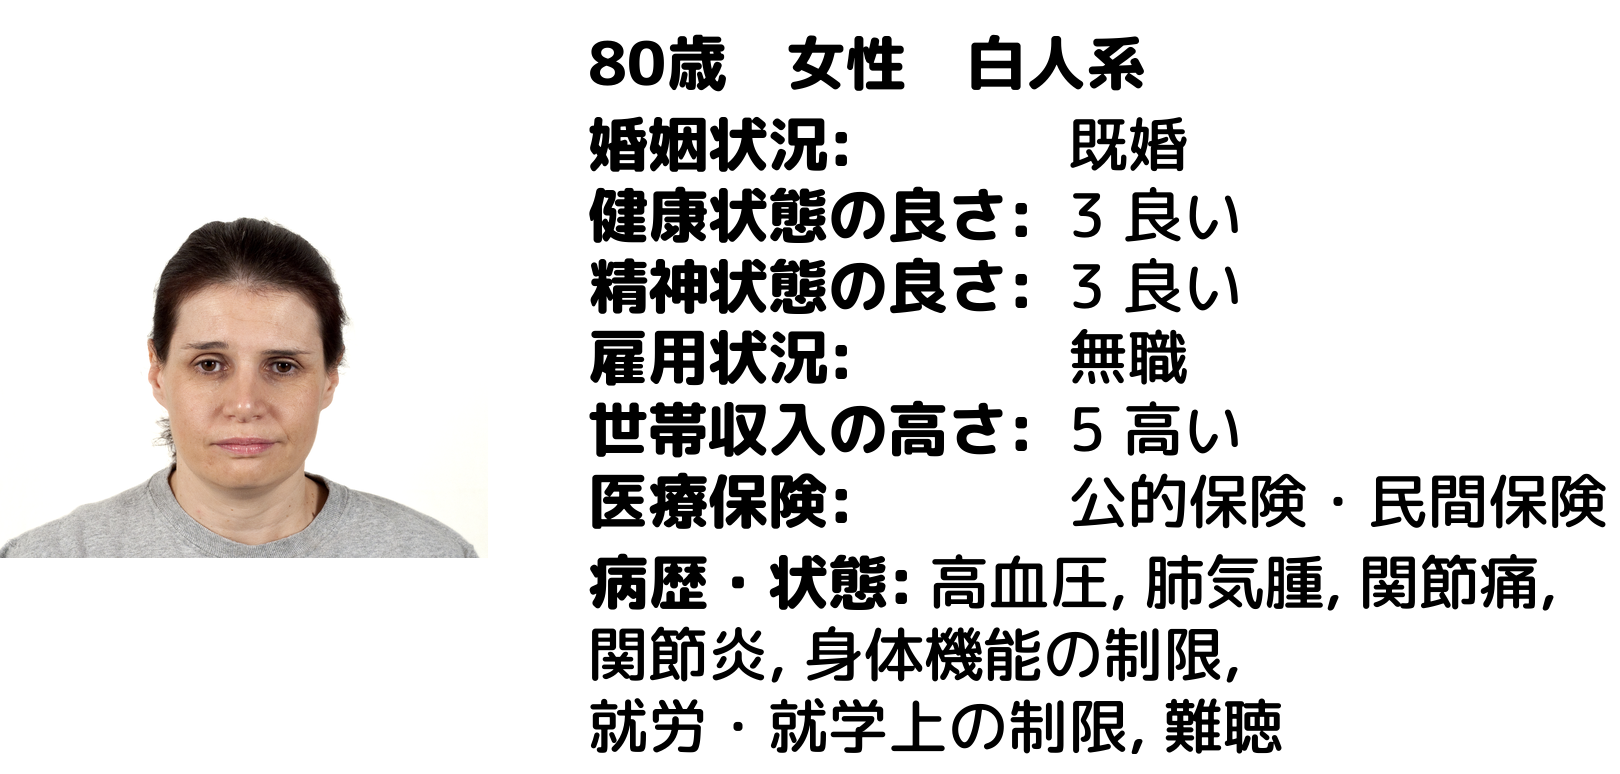 80歳　女性　白人系
婚姻状況: 既婚
健康状態の良さ: 3 良い
精神状態の良さ: 3 良い
雇用状況: 無職
世帯収入の高さ: 5 高い
医療保険: 公的保険・民間保険
病歴・状態: 高血圧, 肺気腫, 関節痛,
関節炎, 身体機能の制限,
就労・就学上の制限, 難聴